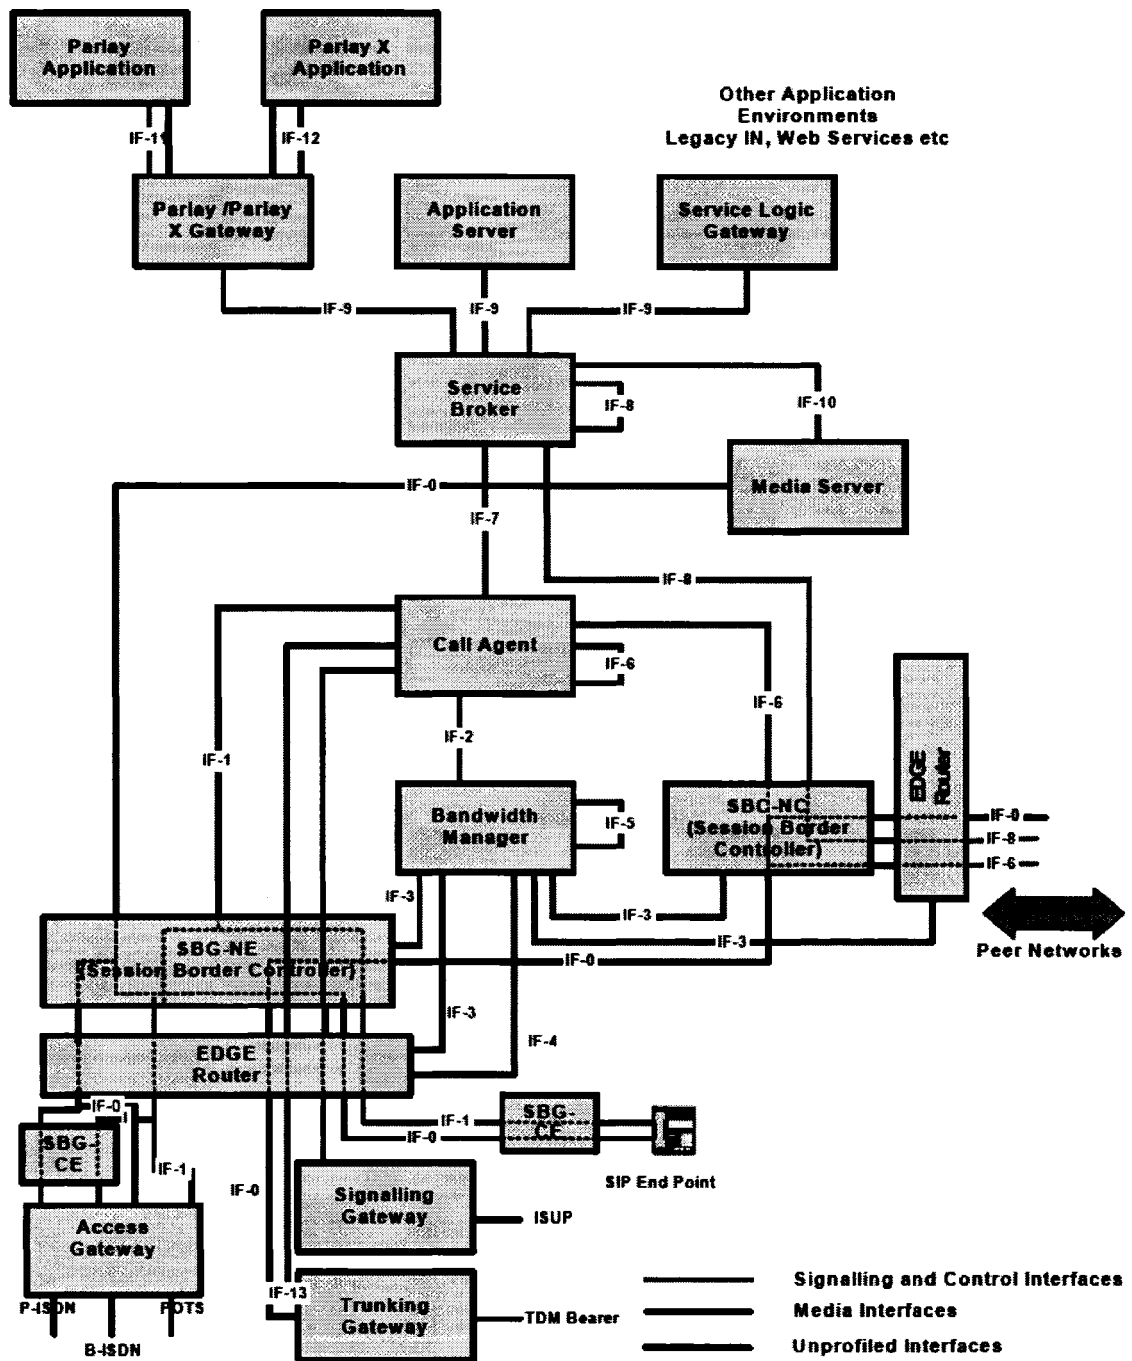 Parlay
Application
Parlay X
Application
Other Application
Environments
Legacy IN, Web Services etc
IF-11
IF-12
Parlay /Parlay
X Gateway
Application
Server
Service Logic
Gateway
IF-9
IF-9
IF-9
Service
Broker
IF-8
IF-10
IF-0
Media Server
IF-7
IF-8
Call Agent
IF-6
IF-6
IF-2
IF-1
EDGE
Router
Bandwidth
Manager
IF-5
SBG-NC
(Session Border
Controller)
IF-0
IF-8
IF-6
IF-3
IF-3
IF-3
Peer Networks
SBG-NE
(Session Border Controller)
IF-0
IF-3
IF-4
EDGE
Router
IF-0
SBG-
CE
IF-1
IF-0
IF-1
IF-0
SBG-
CE
SIP End Point
Signalling
Gateway
ISUP
Access
Gateway
P-ISDN
POTS
B-ISDN
IF-13
Trunking
Gateway
TDM Bearer
Signalling and Control Interfaces
Media Interfaces
Unprofiled Interfaces